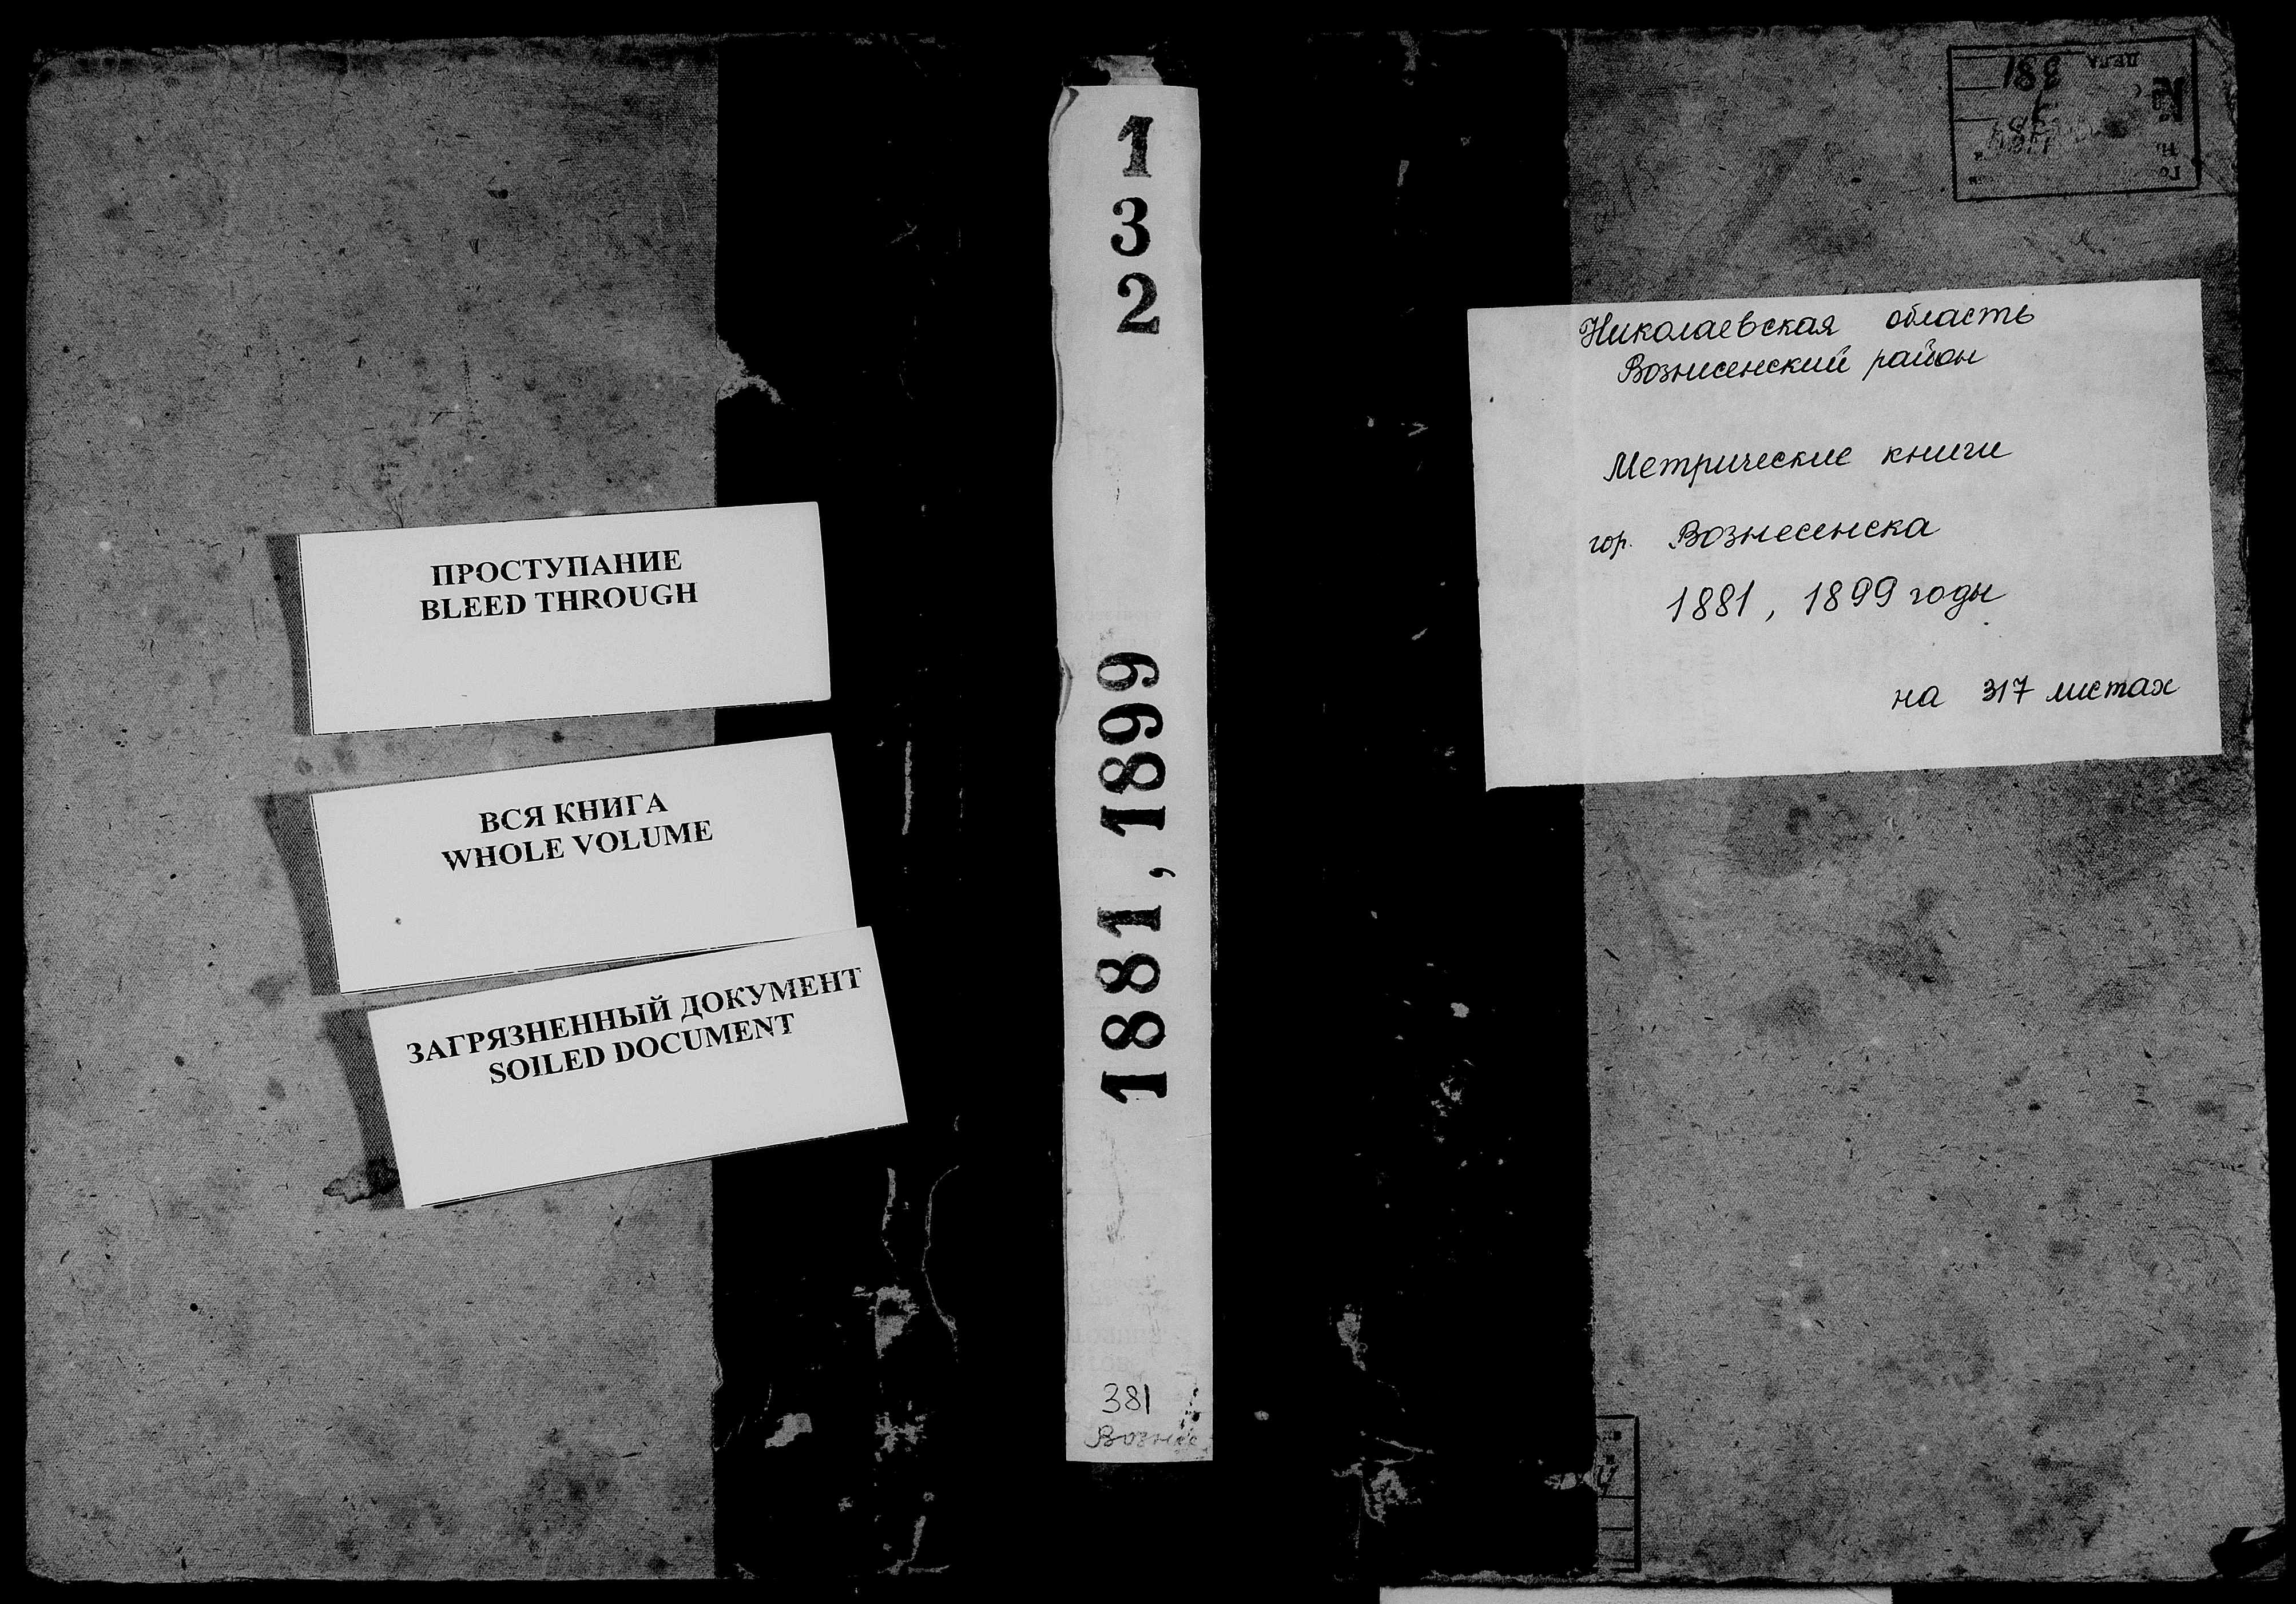 ПРОСТУПАНИЕ
BLEED THROUGH
ВСЯ КНИГА
WHOLE VOLUME
ЗАГРЯЗНЕННЫЙ ДОКУМЕНТ
SOILED DOCUMENT
1
3
2
1881, 1899
381
Вознес
Николаевская область
Вознесенский район
Метрические книги
гор. Вознесенска
1881, 1899 годы
на 317 листах